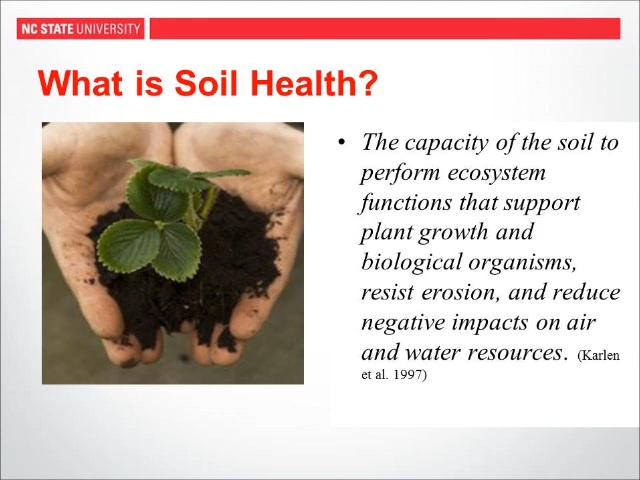 NC STATE UNIVERSITY
What is Soil Health?
• The capacity of the soil to
perform ecosystem
functions that support
plant growth and
biological organisms,
resist erosion, and reduce
negative impacts on air
and water resources. (Karlen
et al. 1997)